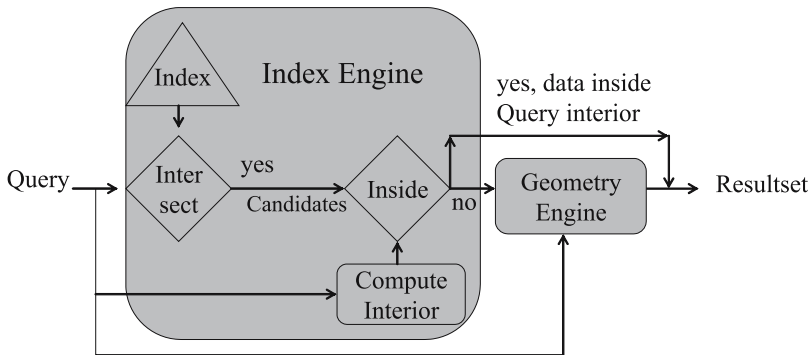 Index
Index Engine
yes, data inside
Query interior
Query
Inter
sect
yes
Candidates
Inside
no
Geometry
Engine
Resultset
Compute
Interior